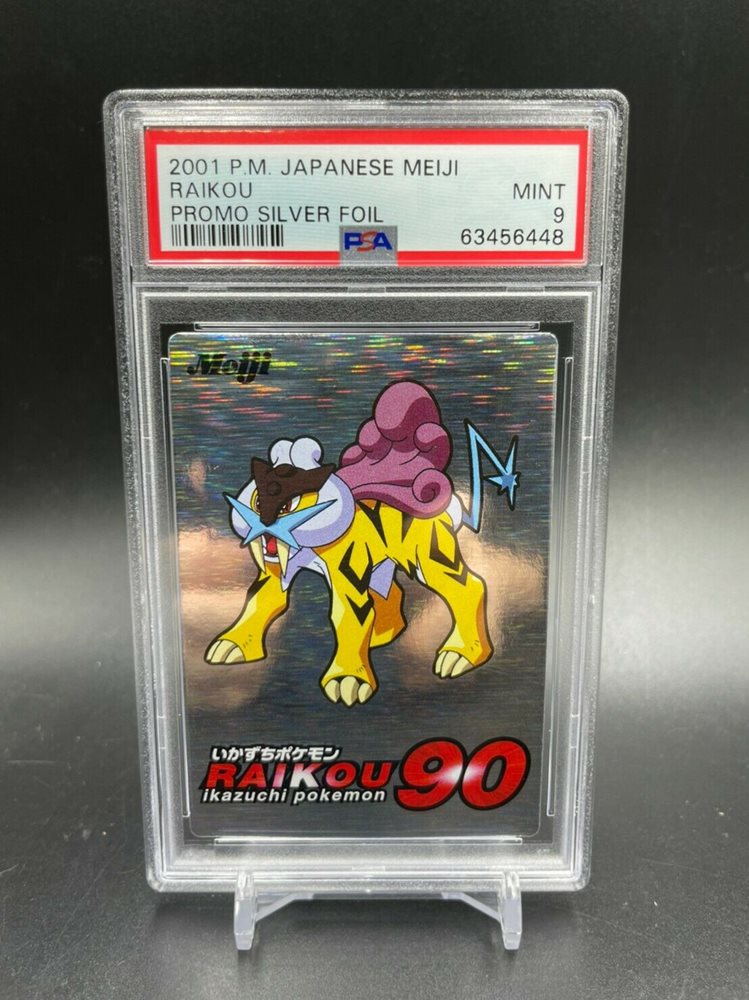 2001 P.M. JAPANESE MEIJI
RAIKOU MINT
PROMO SILVER FOIL 9
PSA 63456448
Meiji
いかずちポケモン
RAIKOU 90
ikazuchi pokemon